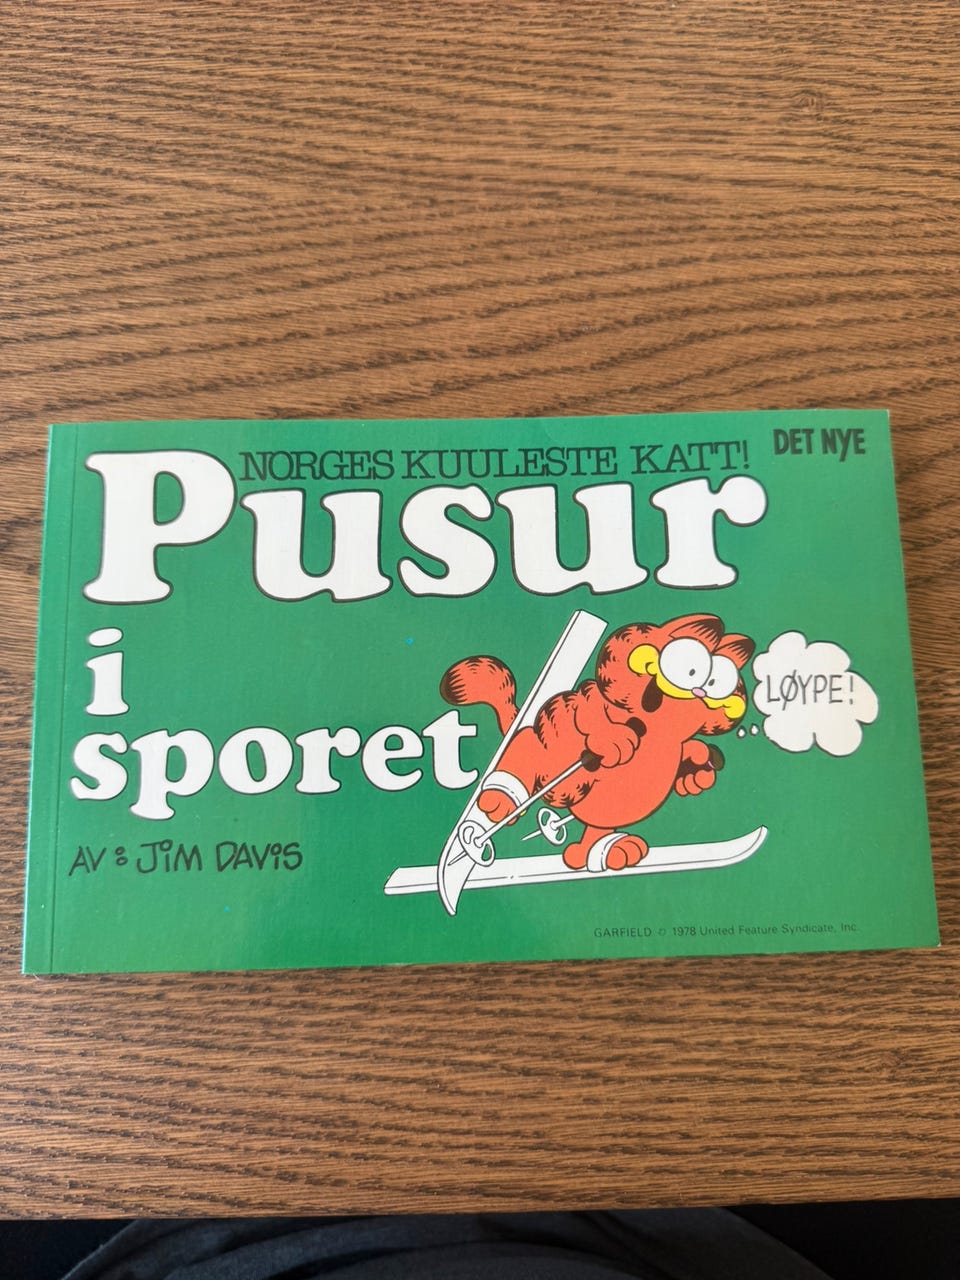 NORGES KUULESTE KATT!
DET NYE
Pusur
i
sporet
LØYPE!
AV: JIM DAVIS
GARFIELD © 1978 United Feature Syndicate, Inc.